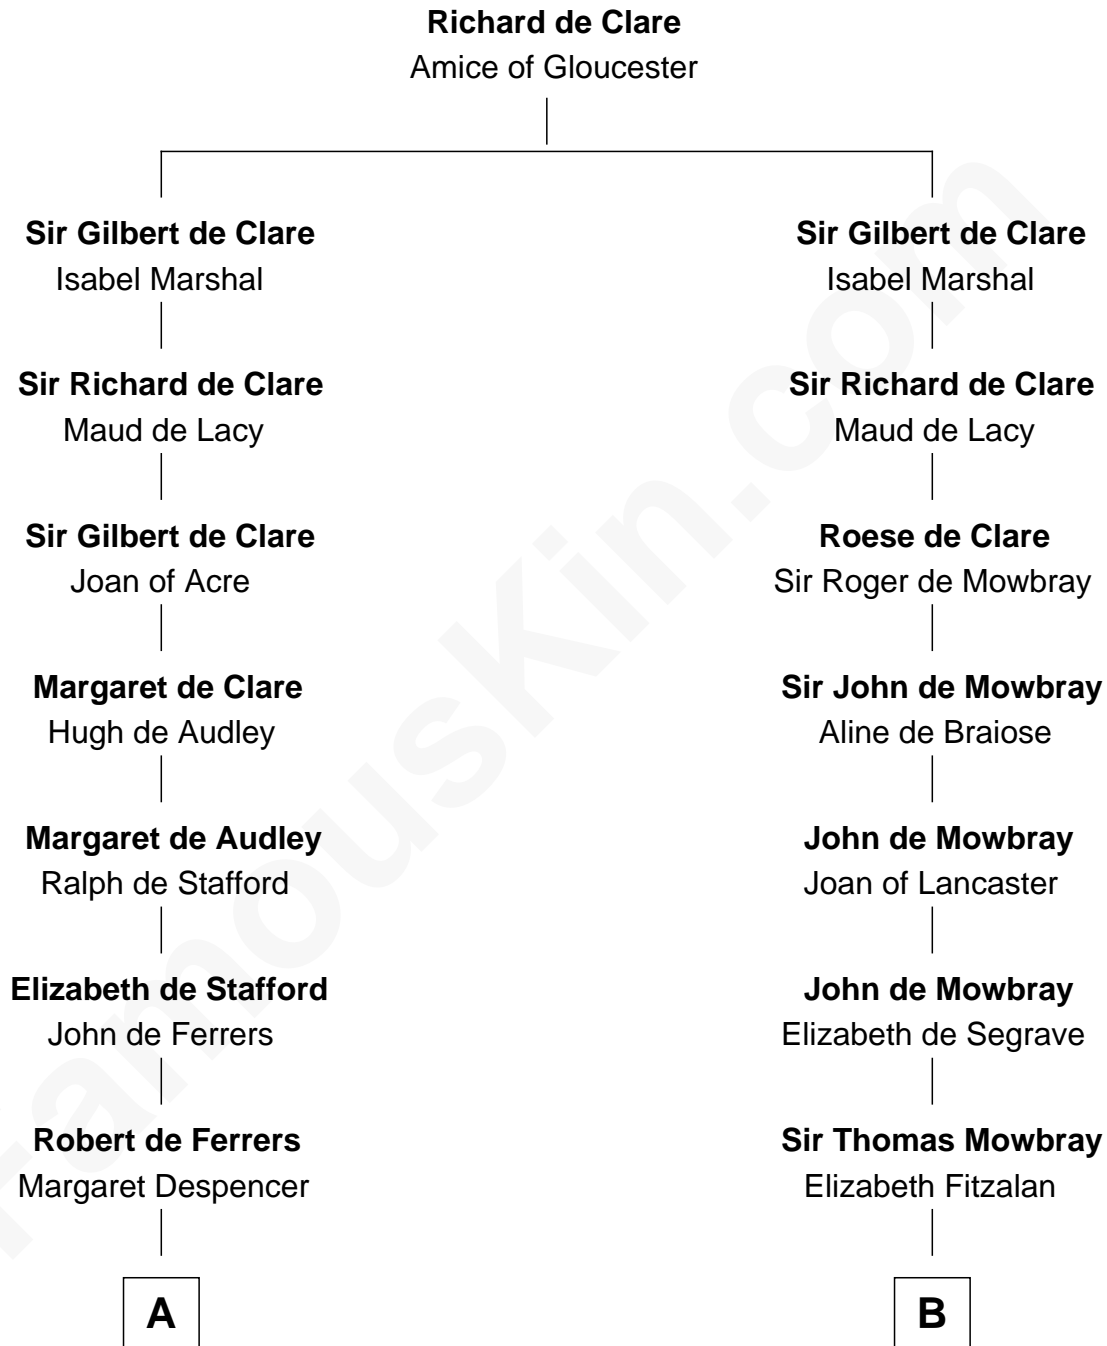 Richard de Clare
Amice of Gloucester
Sir Gilbert de Clare
Isabel Marshal
Sir Gilbert de Clare
Isabel Marshal
Sir Richard de Clare
Maud de Lacy
Sir Richard de Clare
Maud de Lacy
Sir Gilbert de Clare
Joan of Acre
Roese de Clare
Sir Roger de Mowbray
Margaret de Clare
Hugh de Audley
Sir John de Mowbray
Aline de Braiose
Margaret de Audley
Ralph de Stafford
John de Mowbray
Joan of Lancaster
Elizabeth de Stafford
John de Ferrers
John de Mowbray
Elizabeth de Segrave
Robert de Ferrers
Margaret Despencer
Sir Thomas Mowbray
Elizabeth Fitzalan
A
B
FamousKin.com